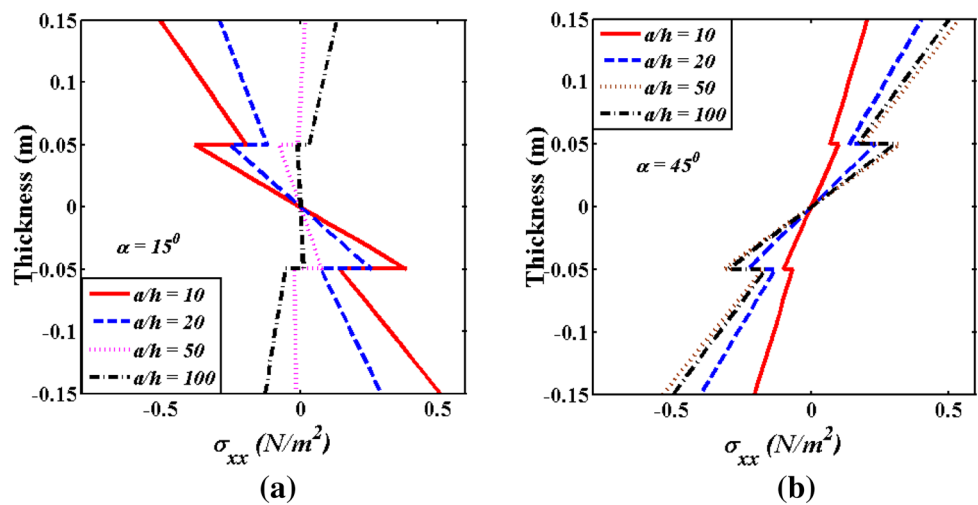 0.15
0.1
0.05
0
-0.05
-0.1
-0.15
Thickness (m)
α = 15⁰
a/h = 10
a/h = 20
a/h = 50
a/h = 100
-0.5 0 0.5
σxx (N/m²)
(a)
0.15
0.1
0.05
0
-0.05
-0.1
-0.15
Thickness (m)
a/h = 10
a/h = 20
a/h = 50
a/h = 100
α = 45⁰
-0.5 0 0.5
σxx (N/m²)
(b)